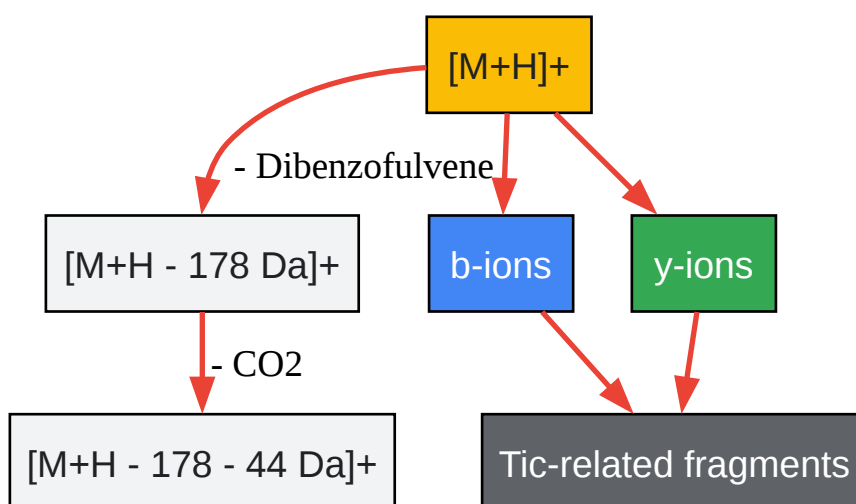 [M+H]+
- Dibenzofulvene
[M+H - 178 Da]+
b-ions
y-ions
- CO2
[M+H - 178 - 44 Da]+
Tic-related fragments